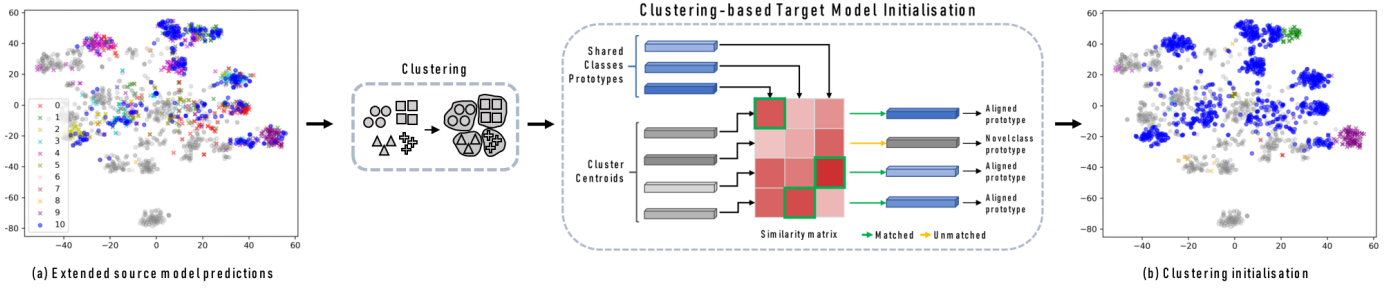 Clustering-based Target Model Initialisation
60
40
20
0
-20
-40
-60
-80
0
1
2
3
4
5
6
7
8
9
10
-40
-20
0
20
40
60
(a) Extended source model predictions
Clustering
Shared
Classes
Prototypes
Cluster
Centroids
Similarity matrix
Matched
Unmatched
Aligned
prototype
Novel class
prototype
Aligned
prototype
Aligned
prototype
60
40
20
0
-20
-40
-60
-80
-40
-20
0
20
40
60
(b) Clustering initialisation